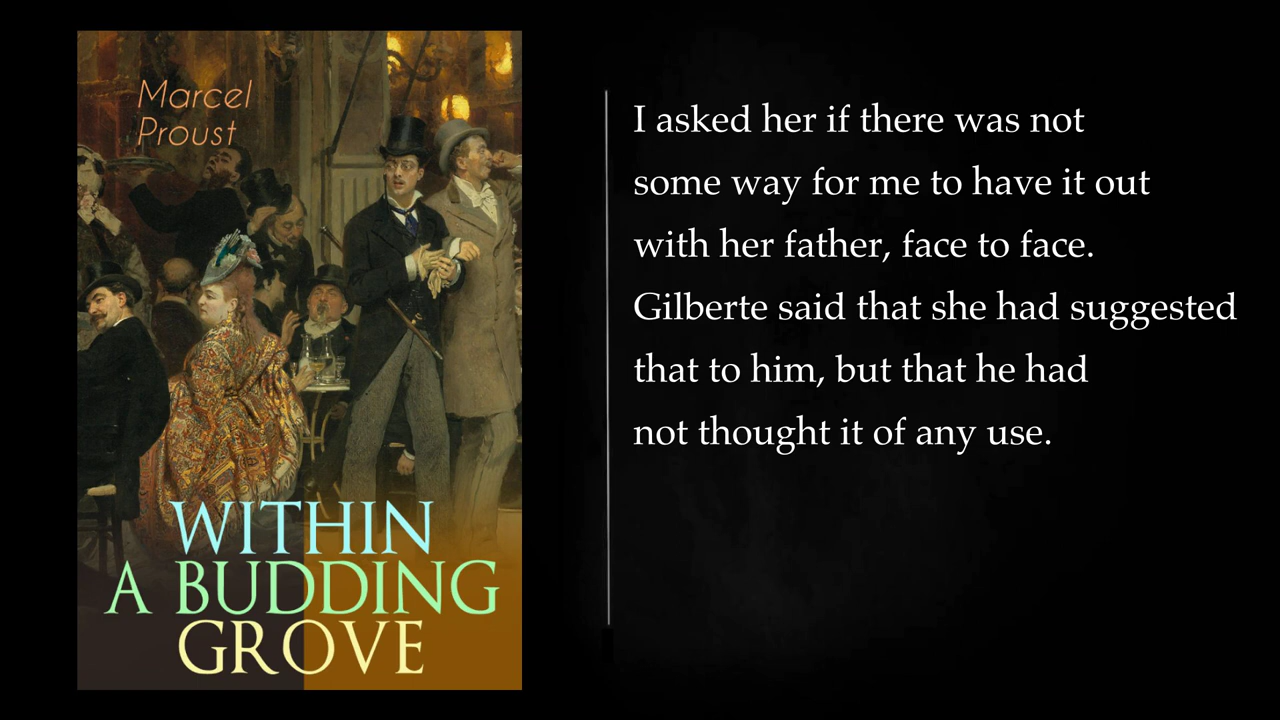 Marcel
Proust
WITHIN
A BUDDING
GROVE
I asked her if there was not
some way for me to have it out
with her father, face to face.
Gilberte said that she had suggested
that to him, but that he had
not thought it of any use.